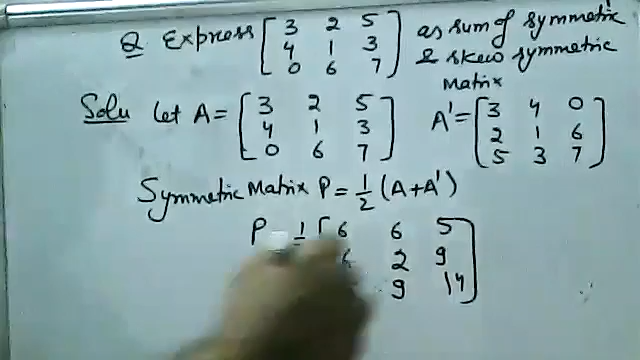 Q Express [ 3 2 5 as sum of symmetric
4 1 3
0 6 7 ] & skew symmetric
Matrix
Solu Let A = [ 3 2 5
4 1 3
0 6 7 ] A' = [ 3 4 0
2 1 6
5 3 7 ]
Symmetric Matrix P = 1/2 (A+A')
P = 1 [ 6 6 5
2 9
9 14 ]